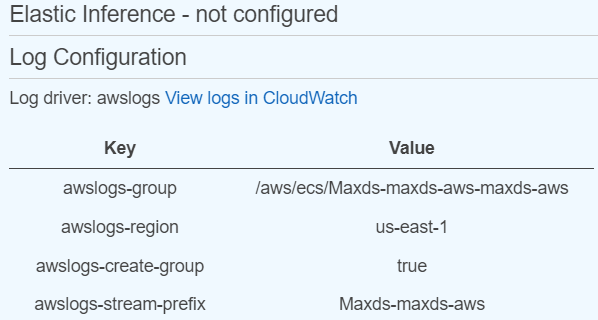 Elastic Inference - not configured
Log Configuration
Log driver: awslogs View logs in CloudWatch
Key Value
awslogs-group /aws/ecs/Maxds-maxds-aws-maxds-aws
awslogs-region us-east-1
awslogs-create-group true
awslogs-stream-prefix Maxds-maxds-aws